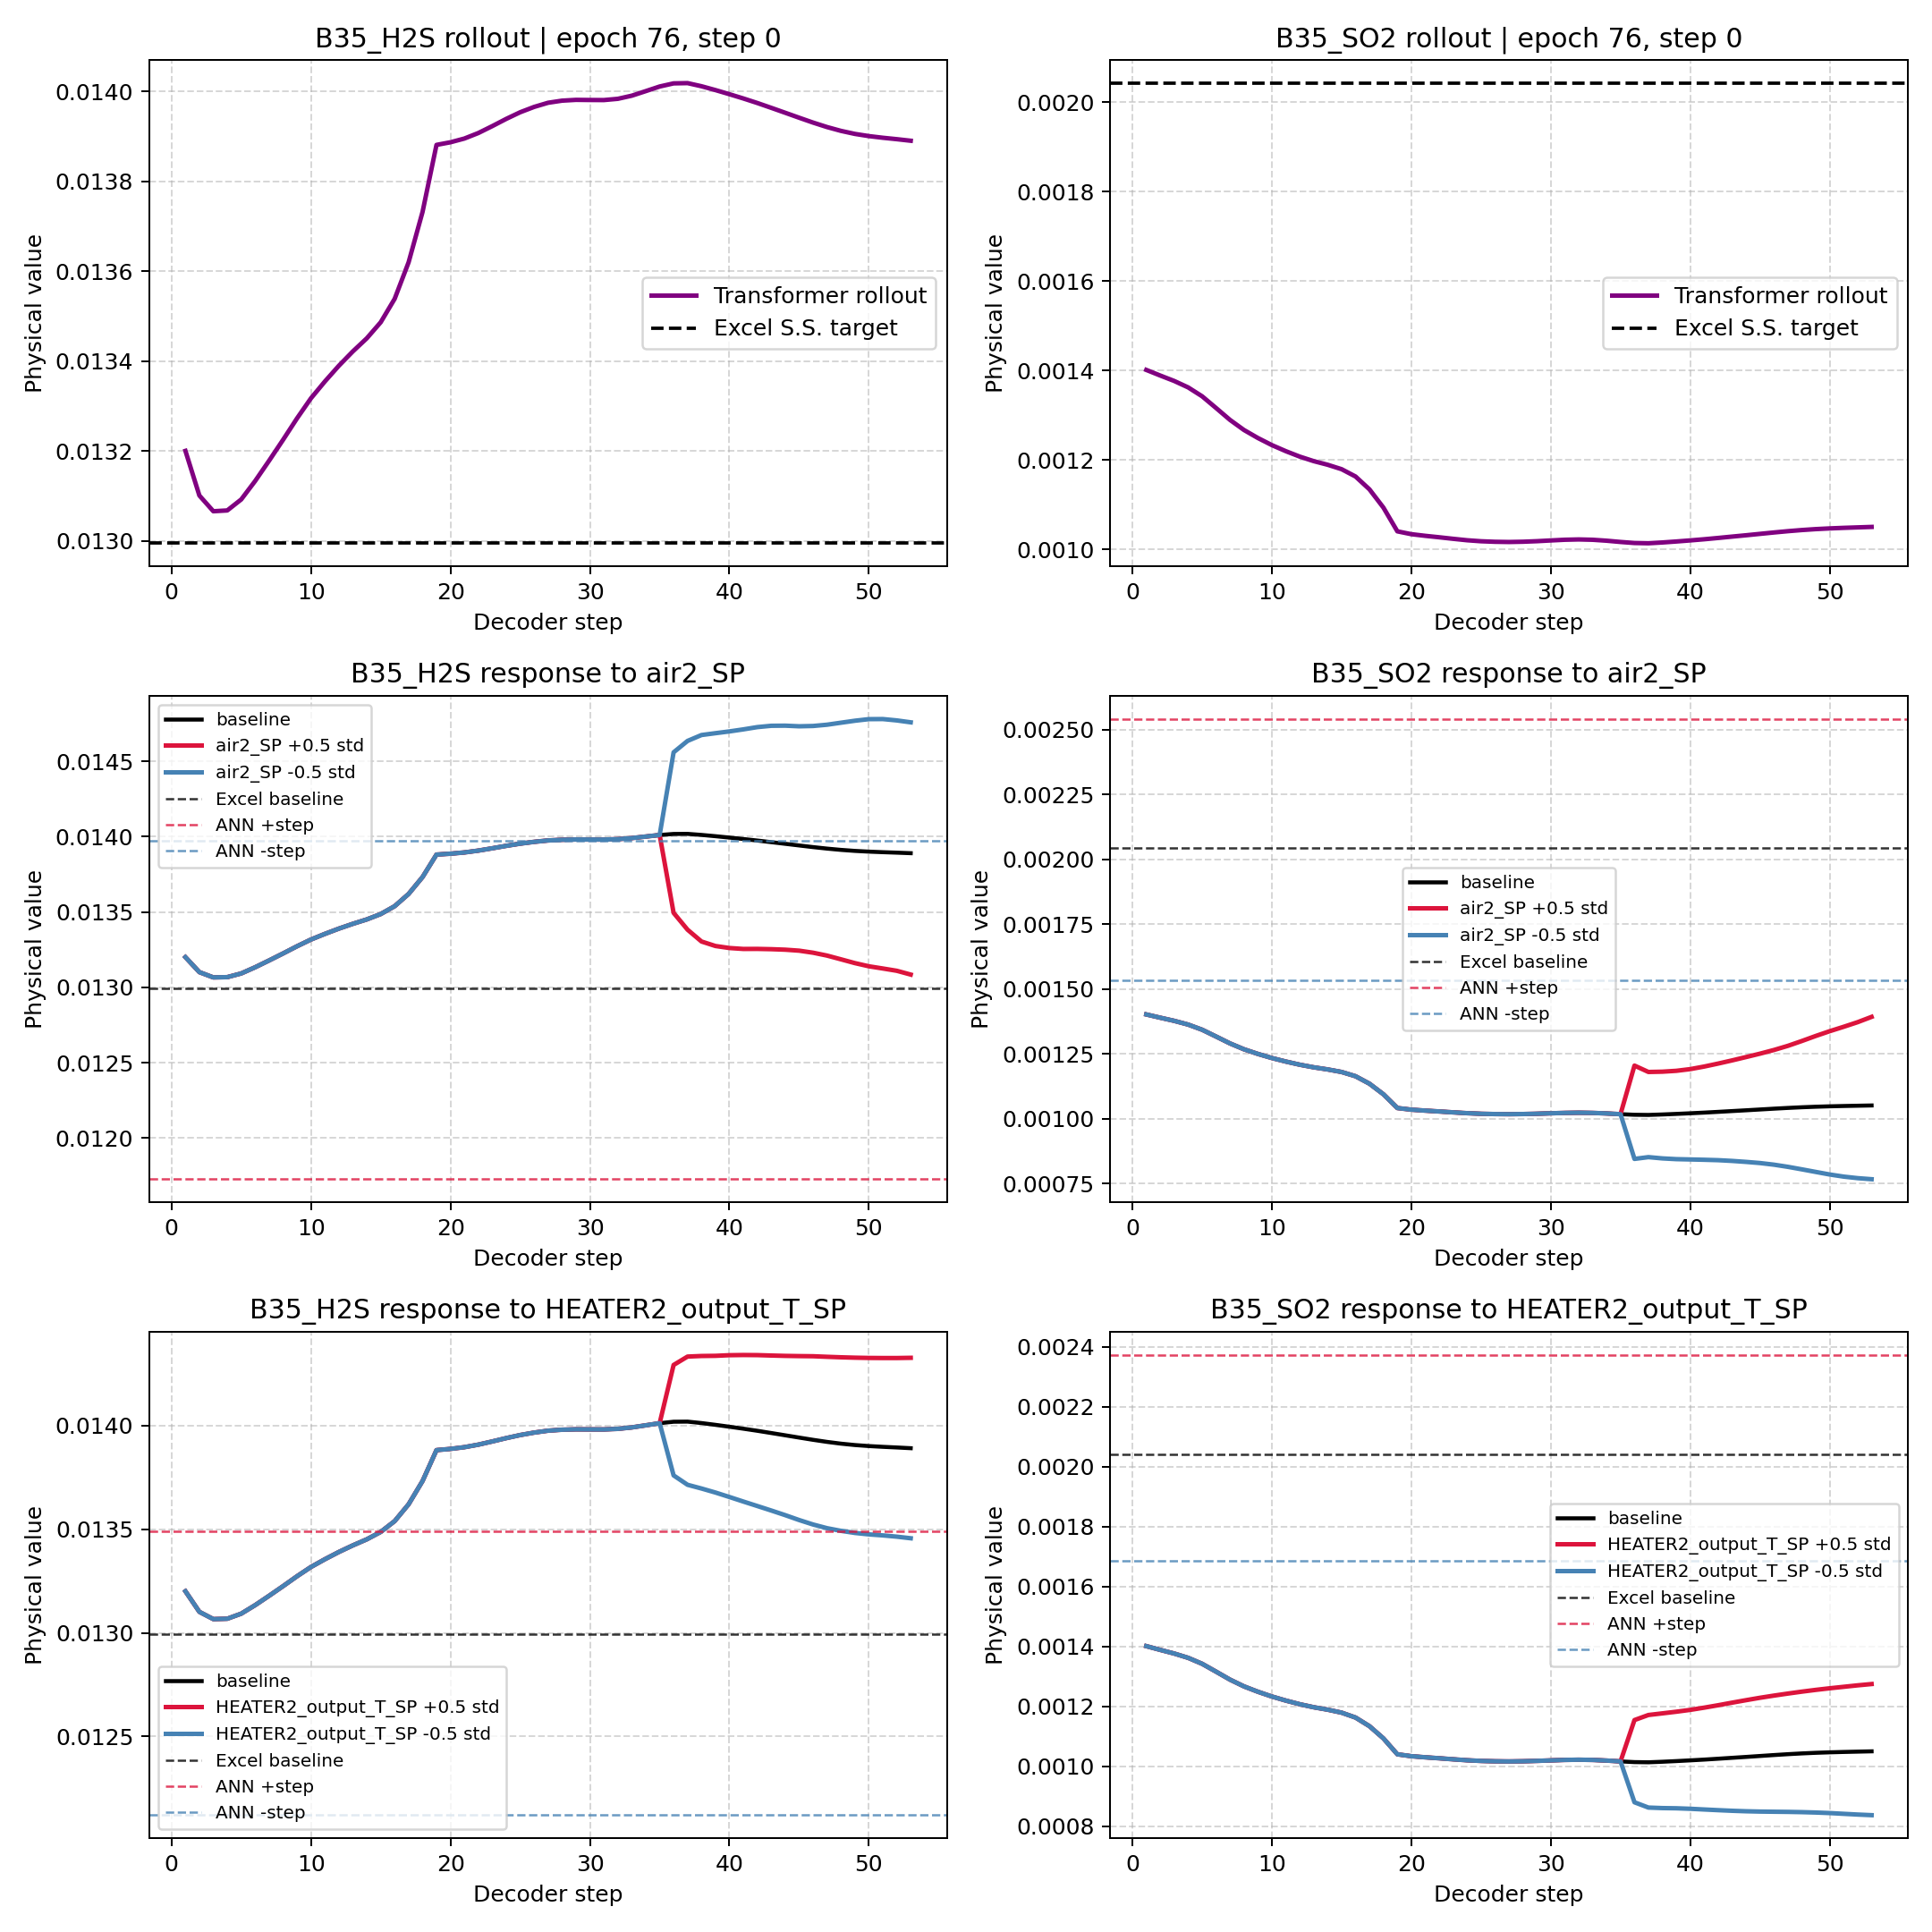 B35_H2S rollout | epoch 76, step 0
0.0140
0.0138
0.0136
0.0134
0.0132
0.0130
Physical value
Transformer rollout
Excel S.S. target
0 10 20 30 40 50
Decoder step
B35_SO2 rollout | epoch 76, step 0
0.0020
0.0018
0.0016
0.0014
0.0012
0.0010
Physical value
Transformer rollout
Excel S.S. target
0 10 20 30 40 50
Decoder step
B35_H2S response to air2_SP
0.0145
0.0140
0.0135
0.0130
0.0125
0.0120
Physical value
baseline
air2_SP +0.5 std
air2_SP -0.5 std
Excel baseline
ANN +step
ANN -step
0 10 20 30 40 50
Decoder step
B35_SO2 response to air2_SP
0.00250
0.00225
0.00200
0.00175
0.00150
0.00125
0.00100
0.00075
Physical value
baseline
air2_SP +0.5 std
air2_SP -0.5 std
Excel baseline
ANN +step
ANN -step
0 10 20 30 40 50
Decoder step
B35_H2S response to HEATER2_output_T_SP
0.0140
0.0135
0.0130
0.0125
Physical value
baseline
HEATER2_output_T_SP +0.5 std
HEATER2_output_T_SP -0.5 std
Excel baseline
ANN +step
ANN -step
0 10 20 30 40 50
Decoder step
B35_SO2 response to HEATER2_output_T_SP
0.0024
0.0022
0.0020
0.0018
0.0016
0.0014
0.0012
0.0010
0.0008
Physical value
baseline
HEATER2_output_T_SP +0.5 std
HEATER2_output_T_SP -0.5 std
Excel baseline
ANN +step
ANN -step
0 10 20 30 40 50
Decoder step